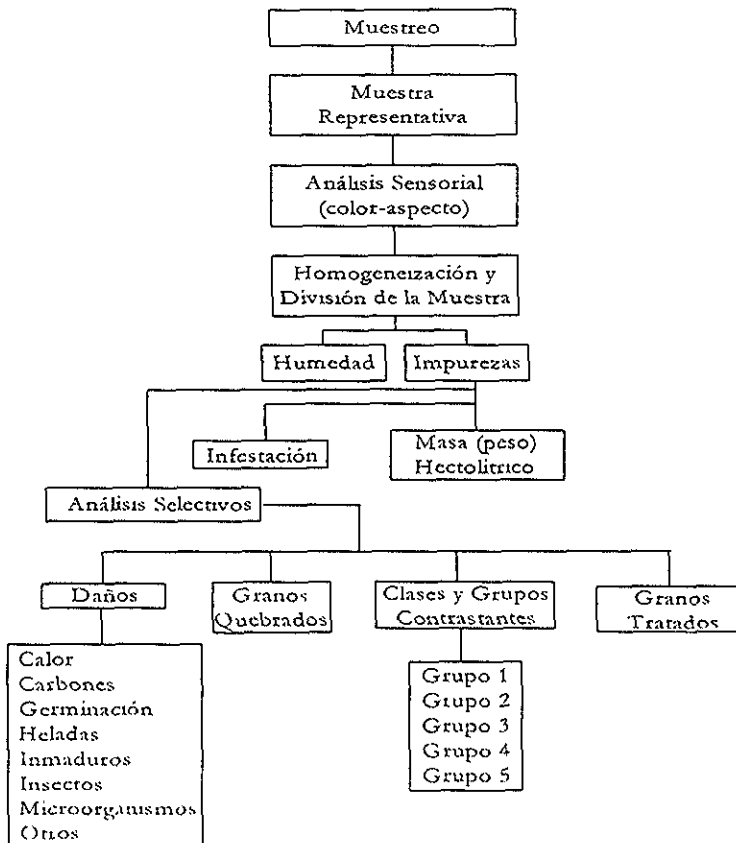 Muestreo
Muestra
Representativa
Análisis Sensorial
(color-aspecto)
Homogeneización y
División de la Muestra
Humedad
Impurezas
Infestación
Masa (peso)
Hectolitrico
Análisis Selectivos
Daños
Granos
Quebrados
Clases y Grupos
Contrastantes
Granos
Tratados
Calor
Carbones
Germinación
Heladas
Inmaduros
Insectos
Microorganismos
Otros
Grupo 1
Grupo 2
Grupo 3
Grupo 4
Grupo 5